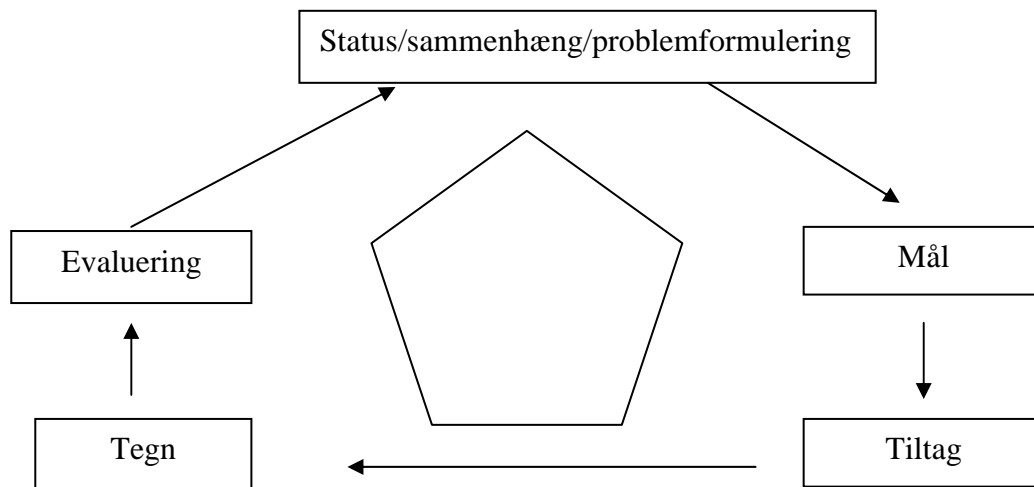 Status/sammenhæng/problemformulering
Evaluering
Mål
Tegn
Tiltag